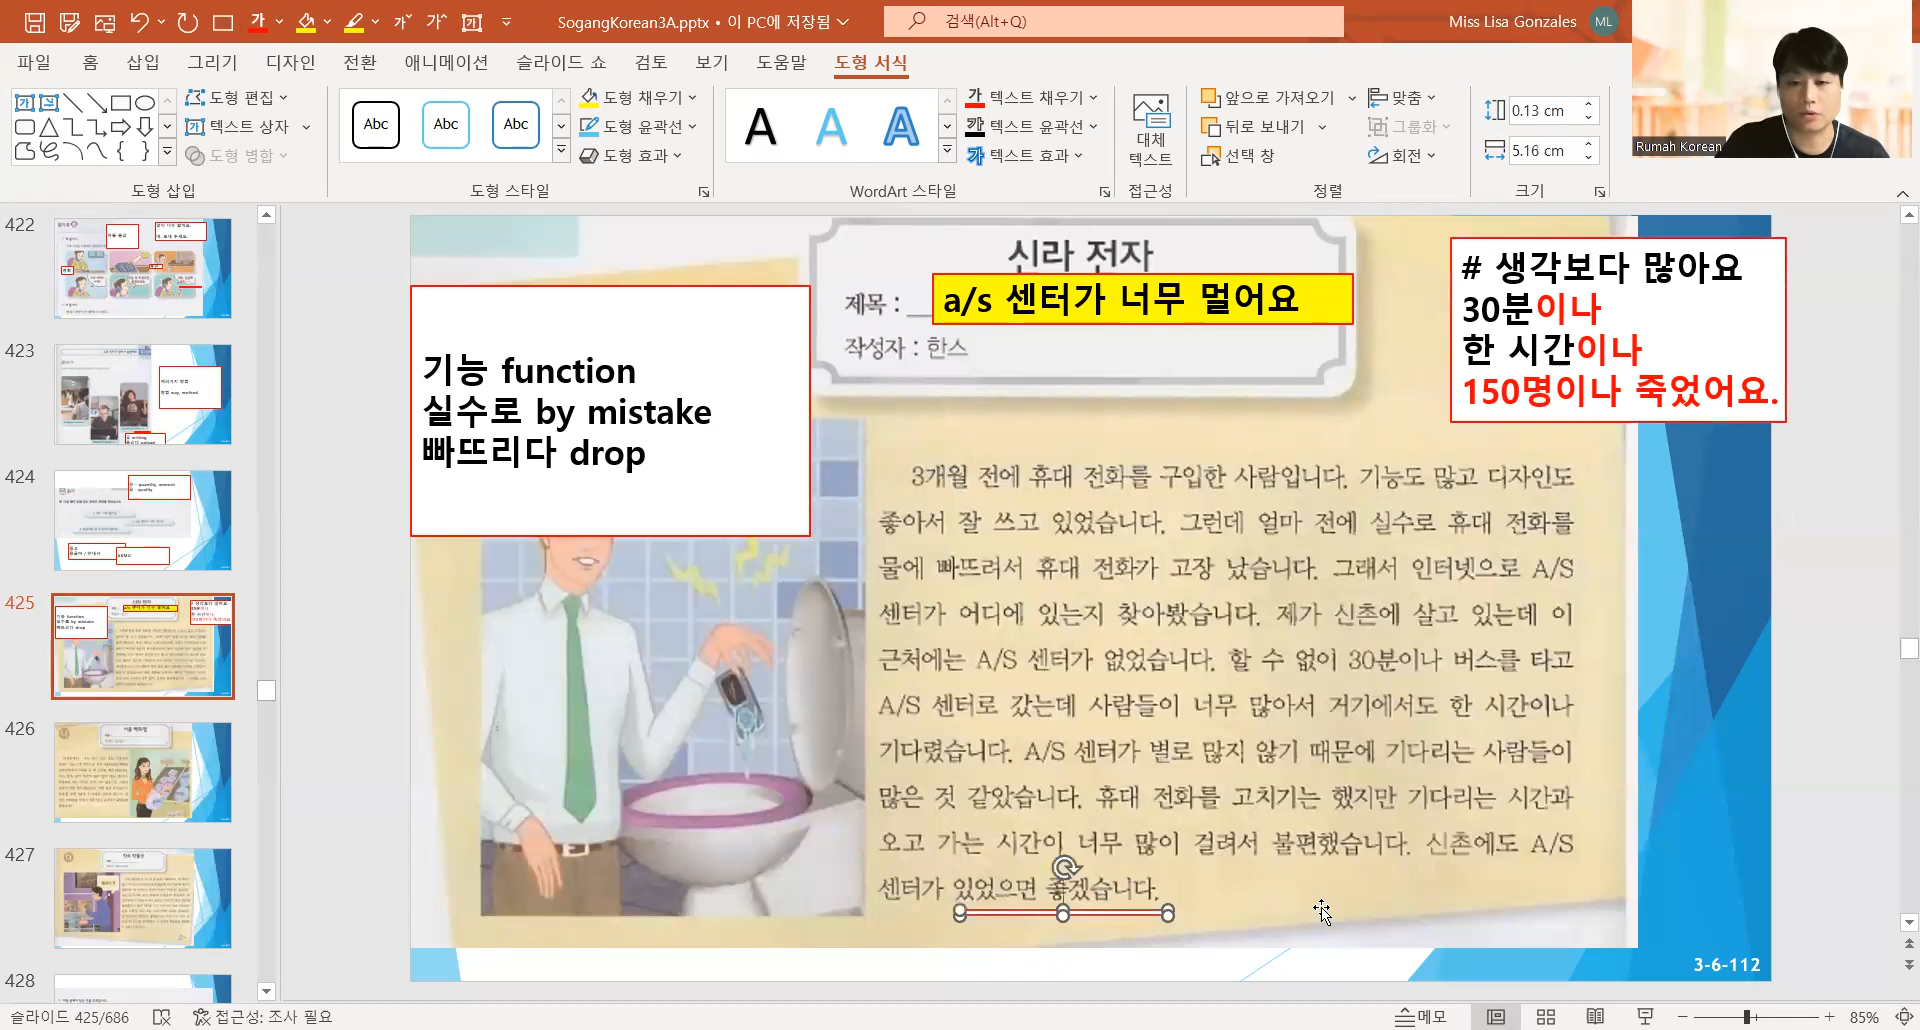 SogangKorean3A.pptx • 이 PC에 저장됨
검색(Alt+Q)
Miss Lisa Gonzales
ML
파일 홈 삽입 그리기 디자인 전환 애니메이션 슬라이드 쇼 검토 보기 도움말 도형 서식
도형 편집
텍스트 상자
도형 병합
도형 삽입
Abc Abc Abc
도형 채우기
도형 윤곽선
도형 효과
도형 스타일
A A A
텍스트 채우기
텍스트 윤곽선
텍스트 효과
WordArt 스타일
대체
텍스트
접근성
앞으로 가져오기
뒤로 보내기
선택 창
맞춤
그룹화
회전
정렬
0.13 cm
5.16 cm
크기
Rumah Korean
422
423
424
425
426
427
428
신라 전자
제목 :
a/s 센터가 너무 멀어요
작성자 : 한스
기능 function
실수로 by mistake
빠뜨리다 drop
# 생각보다 많아요
30분이나
한 시간이나
150명이나 죽었어요.
3개월 전에 휴대 전화를 구입한 사람입니다. 기능도 많고 디자인도
좋아서 잘 쓰고 있었습니다. 그런데 얼마 전에 실수로 휴대 전화를
물에 빠뜨려서 휴대 전화가 고장 났습니다. 그래서 인터넷으로 A/S
센터가 어디에 있는지 찾아봤습니다. 제가 신촌에 살고 있는데 이
근처에는 A/S 센터가 없었습니다. 할 수 없이 30분이나 버스를 타고
A/S 센터로 갔는데 사람들이 너무 많아서 거기에서도 한 시간이나
기다렸습니다. A/S 센터가 별로 많지 않기 때문에 기다리는 사람들이
많은 것 같았습니다. 휴대 전화를 고치기는 했지만 기다리는 시간과
오고 가는 시간이 너무 많이 걸려서 불편했습니다. 신촌에도 A/S
센터가 있었으면 좋겠습니다.
3-6-112
슬라이드 425/686
접근성: 조사 필요
메모
85%